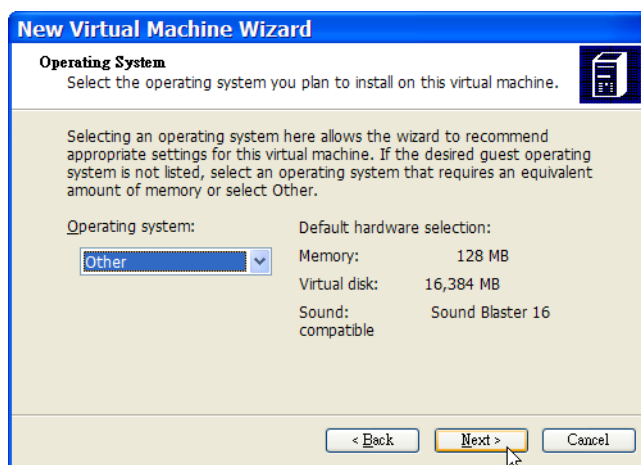 New Virtual Machine Wizard
Operating System
Select the operating system you plan to install on this virtual machine.
Selecting an operating system here allows the wizard to recommend
appropriate settings for this virtual machine. If the desired guest operating
system is not listed, select an operating system that requires an equivalent
amount of memory or select Other.
Operating system:
Other
Default hardware selection:
Memory: 128 MB
Virtual disk: 16,384 MB
Sound: Sound Blaster 16
compatible
< Back Next > Cancel